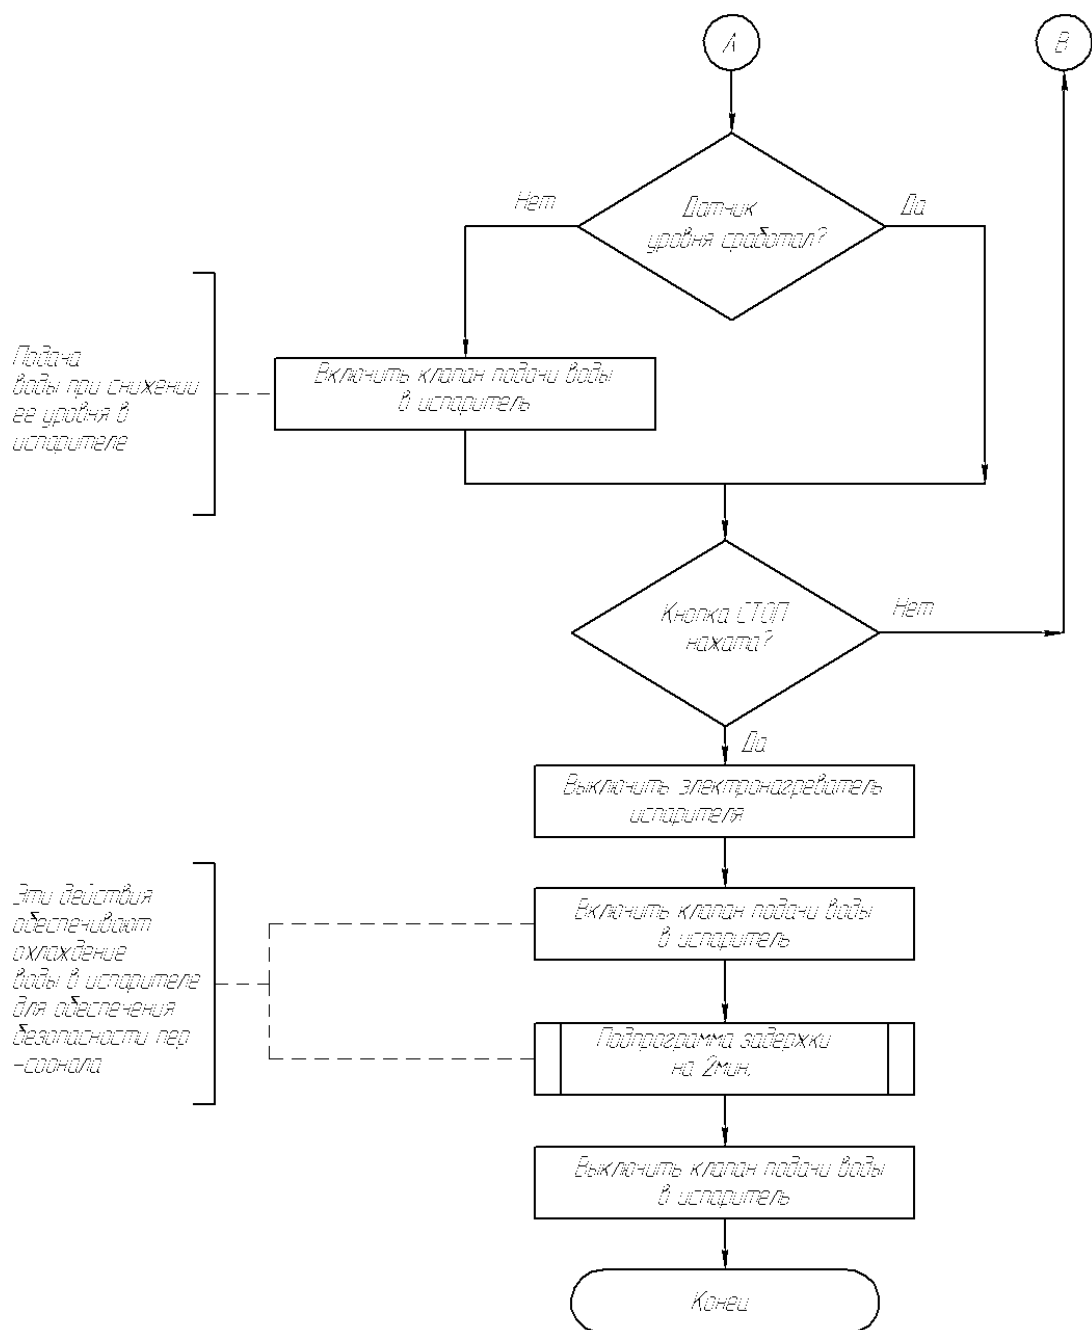 А
В
Датчик
уровня сработал?
Нет
Да
Подача
воды при снижении
ее уровня в
испарителе
Включить клапан подачи воды
в испаритель
Кнопка СТОП
нажата?
Нет
Да
Выключить электронагреватель
испарителя
Эти действия
обеспечивают
охлаждение
воды в испарителе
для обеспечения
безопасности пер
-соонала
Включить клапан подачи воды
в испаритель
Подпрограмма задержки
на 2мин.
Выключить клапан подачи воды
в испаритель
Конец